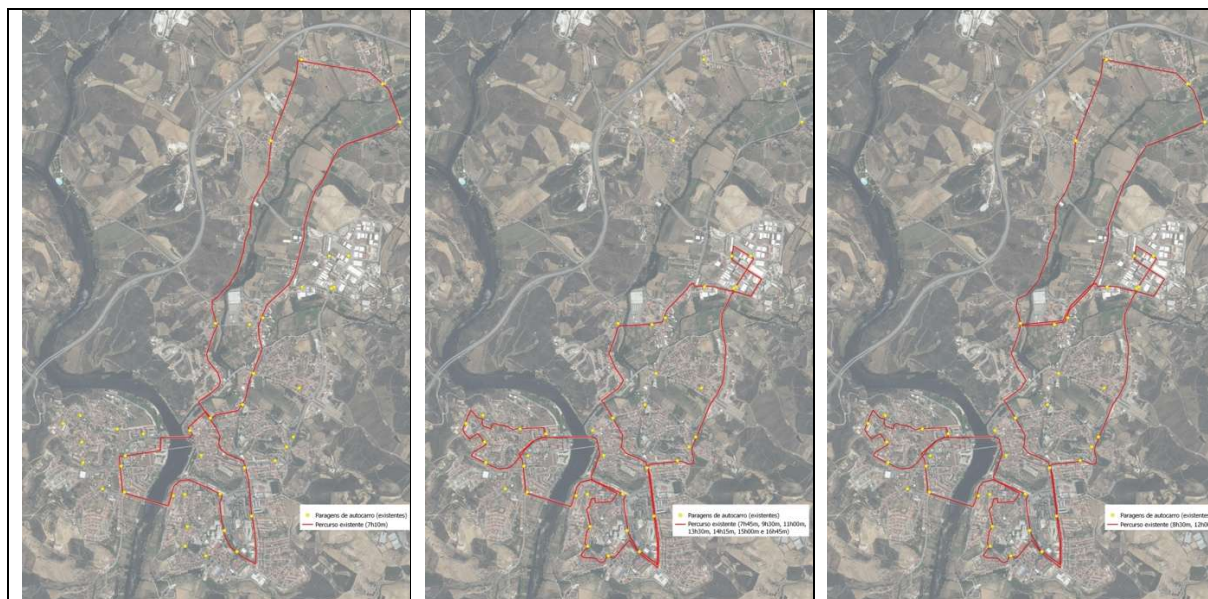 Paragens de autocarro (existentes)
Percurso existente (7h10m)
Paragens de autocarro (existentes)
Percurso existente (7h45m, 9h30m, 11h00m,
13h30m, 14h15m, 15h00m e 16h45m)
Paragens de autocarro (existentes)
Percurso existente (8h30m, 12h0